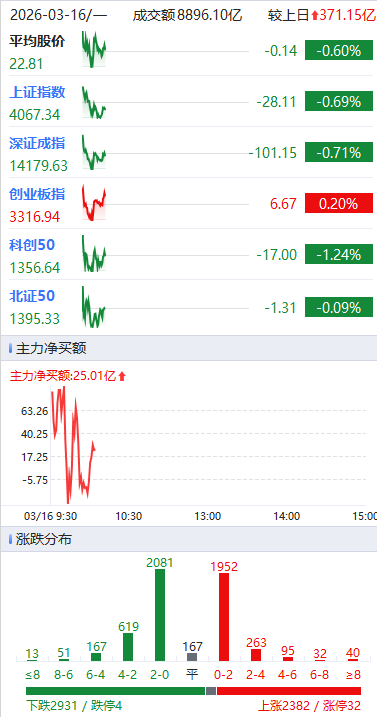 2026-03-16/一 成交额8896.10亿 较上日371.15亿
平均股价 -0.14 -0.60%
22.81
上证指数 -28.11 -0.69%
4067.34
深证成指 -101.15 -0.71%
14179.63
创业板指 6.67 0.20%
3316.94
科创50 -17.00 -1.24%
1356.64
北证50 -1.31 -0.09%
1395.33
主力净买额
主力净买额:25.01亿
63.26
40.25
17.25
-5.75
03/16 9:30 10:30 13:00 14:00 15:00
涨跌分布
13 51 167 619 2081 167 1952 263 95 32 40
≤8 8-6 6-4 4-2 2-0 平 0-2 2-4 4-6 6-8 ≥8
下跌2931 / 跌停4 上涨2382 / 涨停32